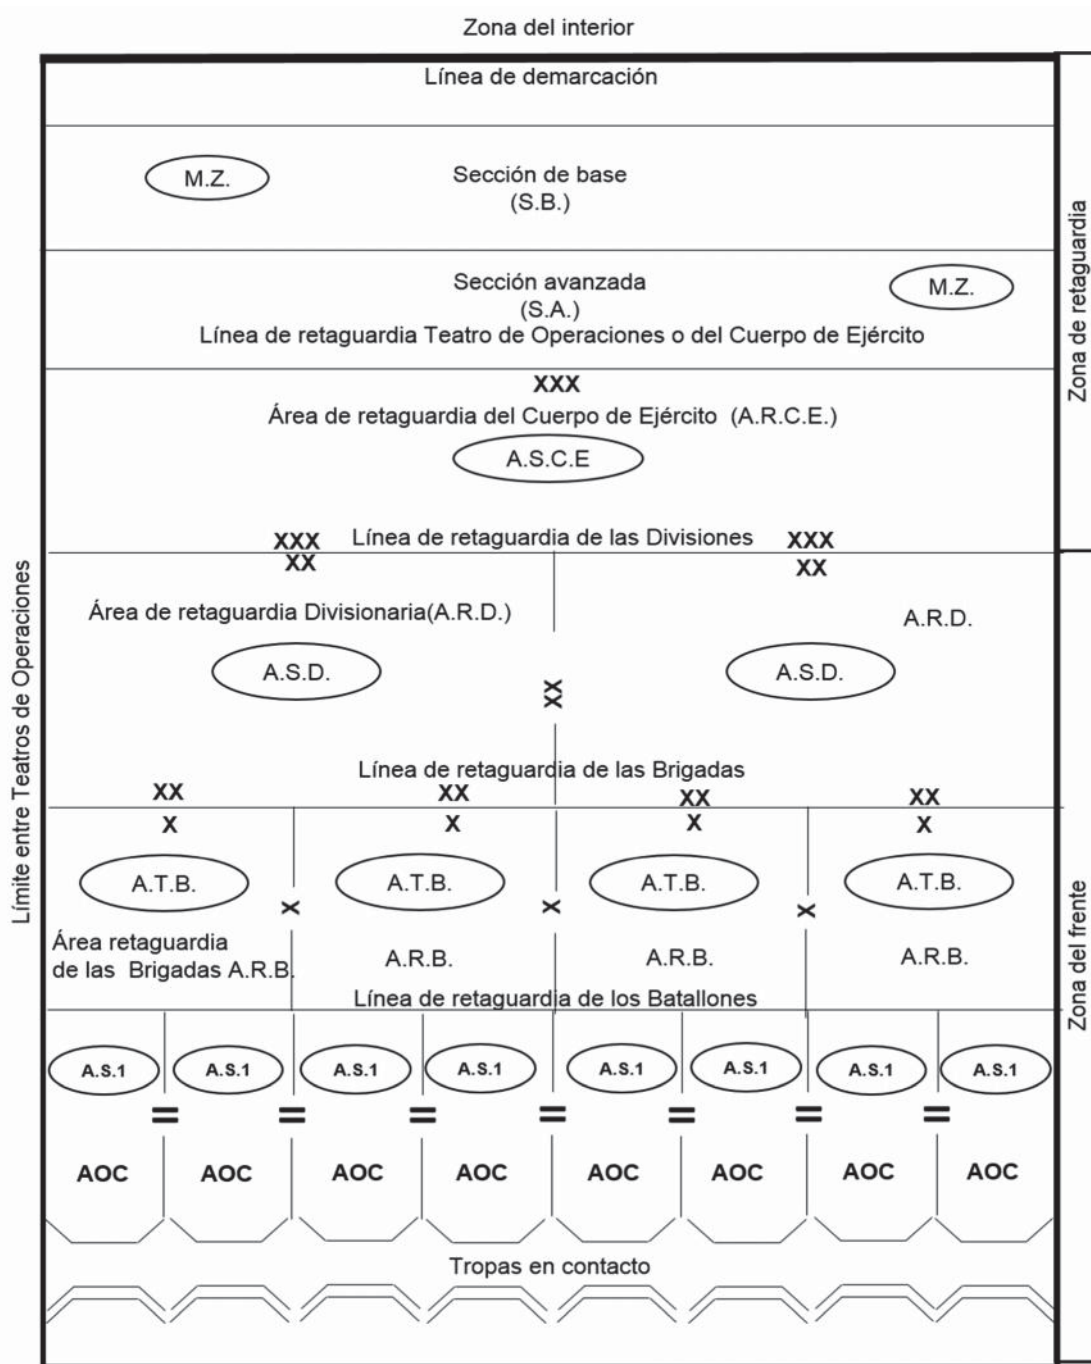 Zona del interior
Línea de demarcación
M.Z.
Sección de base
(S.B.)
Sección avanzada
(S.A.)
M.Z.
Línea de retaguardia Teatro de Operaciones o del Cuerpo de Ejército
XXX
Área de retaguardia del Cuerpo de Ejército (A.R.C.E.)
A.S.C.E
Zona de retaguardia
XXX Línea de retaguardia de las Divisiones XXX
XX XX
Área de retaguardia Divisionaria(A.R.D.) A.R.D.
A.S.D. A.S.D.
XX
Límite entre Teatros de Operaciones
Línea de retaguardia de las Brigadas
XX XX XX XX
X X X X
A.T.B. A.T.B. A.T.B. A.T.B.
X X X
Área retaguardia
de las Brigadas A.R.B. A.R.B. A.R.B. A.R.B.
Línea de retaguardia de los Batallones
Zona del frente
A.S.1 A.S.1 A.S.1 A.S.1 A.S.1 A.S.1 A.S.1 A.S.1
AOC AOC AOC AOC AOC AOC AOC AOC
Tropas en contacto